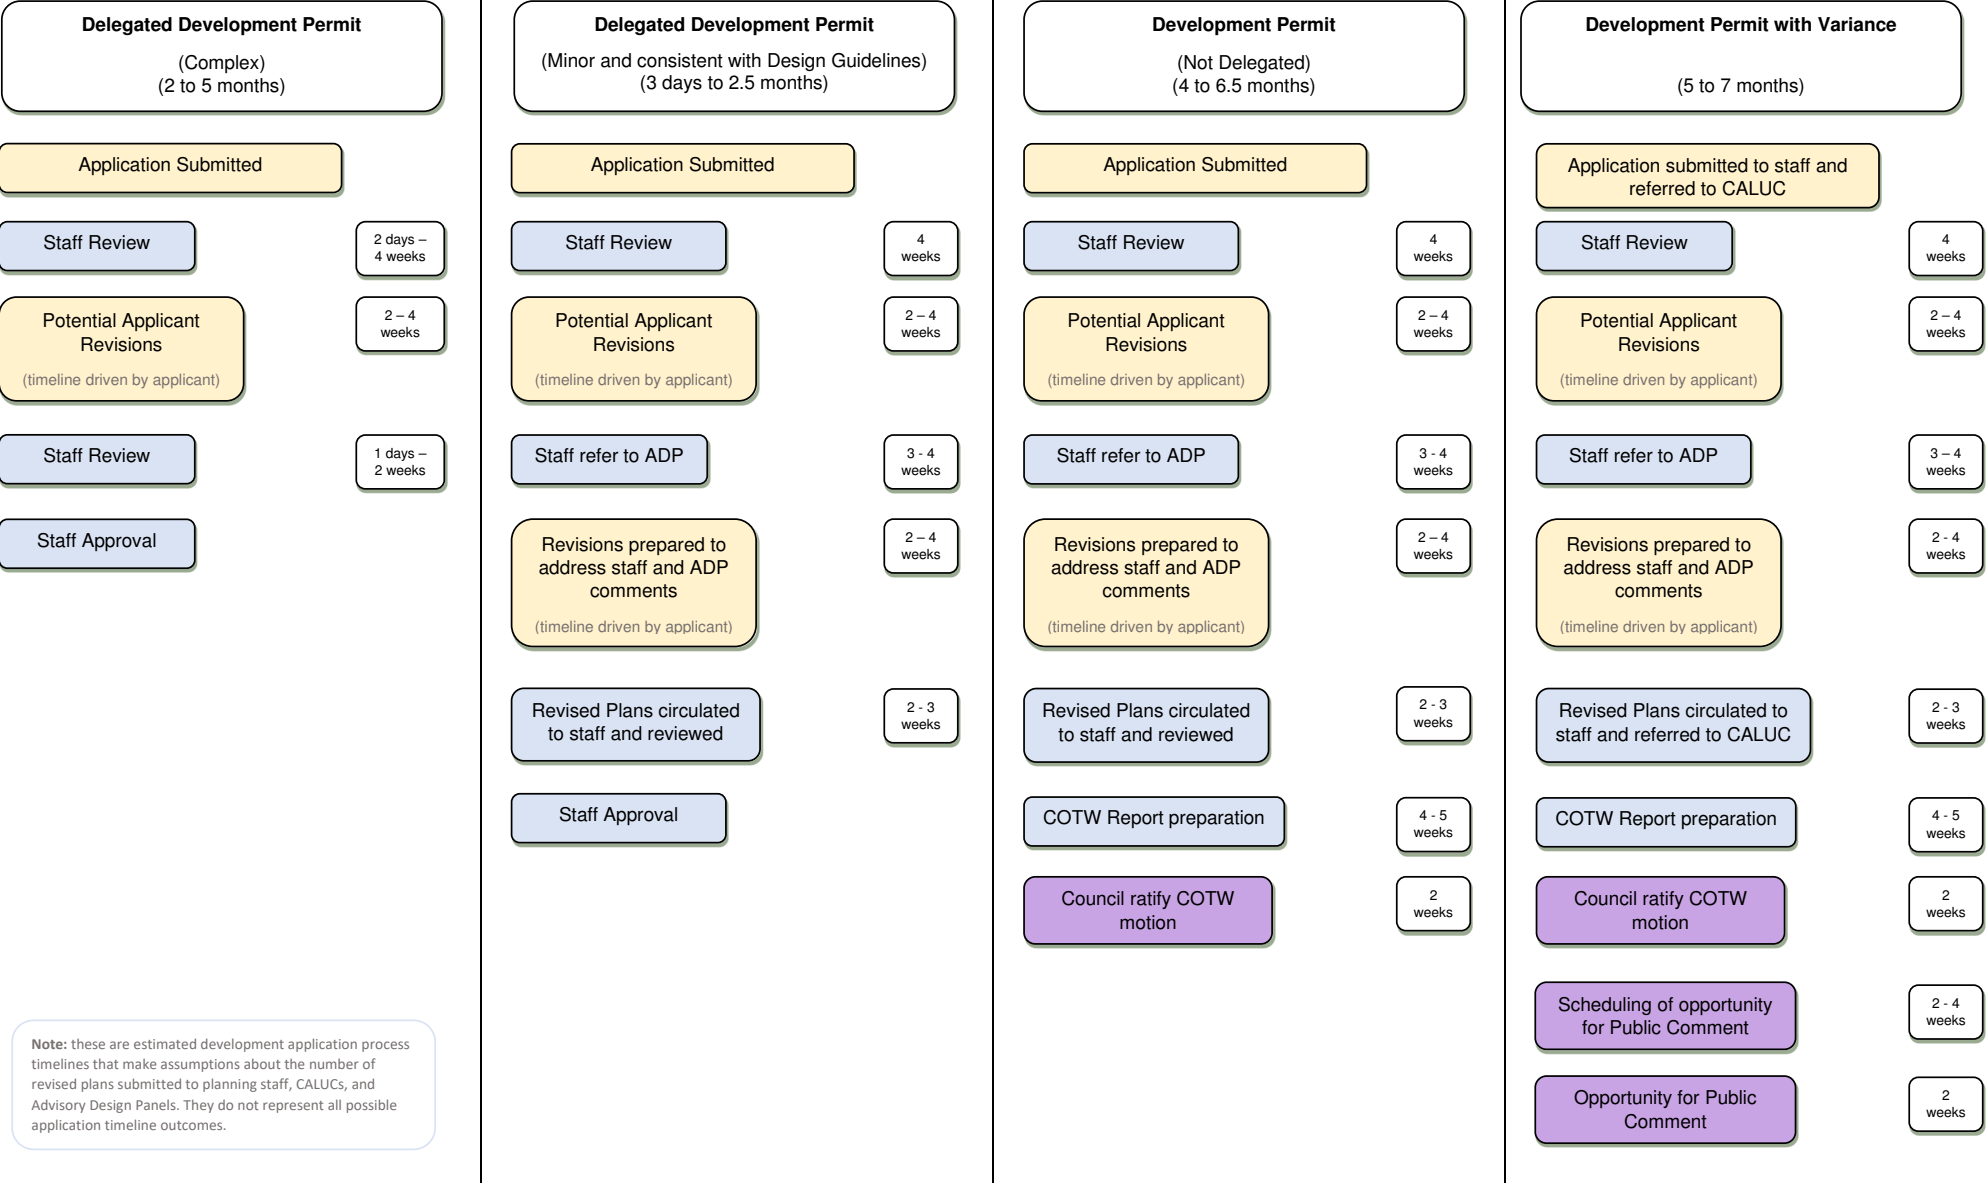 Delegated Development Permit
(Complex)
(2 to 5 months)
Application Submitted
Staff Review
2 days –
4 weeks
Potential Applicant
Revisions
(timeline driven by applicant)
2 – 4
weeks
Staff Review
1 days –
2 weeks
Staff Approval
Note: these are estimated development application process
timelines that make assumptions about the number of
revised plans submitted to planning staff, CALUCs, and
Advisory Design Panels. They do not represent all possible
application timeline outcomes.
Delegated Development Permit
(Minor and consistent with Design Guidelines)
(3 days to 2.5 months)
Application Submitted
Staff Review
4
weeks
Potential Applicant
Revisions
(timeline driven by applicant)
2 – 4
weeks
Staff refer to ADP
3 - 4
weeks
Revisions prepared to
address staff and ADP
comments
(timeline driven by applicant)
2 – 4
weeks
Revised Plans circulated
to staff and reviewed
2 - 3
weeks
Staff Approval
Development Permit
(Not Delegated)
(4 to 6.5 months)
Application Submitted
Staff Review
4
weeks
Potential Applicant
Revisions
(timeline driven by applicant)
2 – 4
weeks
Staff refer to ADP
3 - 4
weeks
Revisions prepared to
address staff and ADP
comments
(timeline driven by applicant)
2 – 4
weeks
Revised Plans circulated
to staff and reviewed
2 - 3
weeks
COTW Report preparation
4 - 5
weeks
Council ratify COTW
motion
2
weeks
Development Permit with Variance
(5 to 7 months)
Application submitted to staff and
referred to CALUC
Staff Review
4
weeks
Potential Applicant
Revisions
(timeline driven by applicant)
2 – 4
weeks
Staff refer to ADP
3 – 4
weeks
Revisions prepared to
address staff and ADP
comments
(timeline driven by applicant)
2 - 4
weeks
Revised Plans circulated to
staff and referred to CALUC
2 - 3
weeks
COTW Report preparation
4 - 5
weeks
Council ratify COTW
motion
2
weeks
Scheduling of opportunity
for Public Comment
2 - 4
weeks
Opportunity for Public
Comment
2
weeks